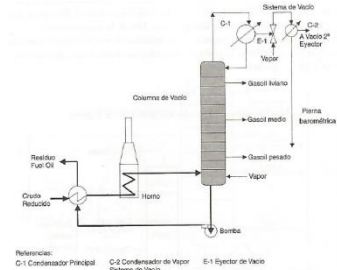 Sistema de Vacío
C-1
C-2
E-1
A Vacío 2º
Eyector
Vapor
Gasoil liviano
Columna de Vacío
Gasoil medio
Pierna
barométrica
Residuo
Fuel Oil
Gasoil pesado
Crudo
Reducido
Horno
Vapor
Bomba
Referencias:
C-1 Condensador Principal C-2 Condensador de Vapor E-1 Eyector de Vacío
Sistema de Vacío